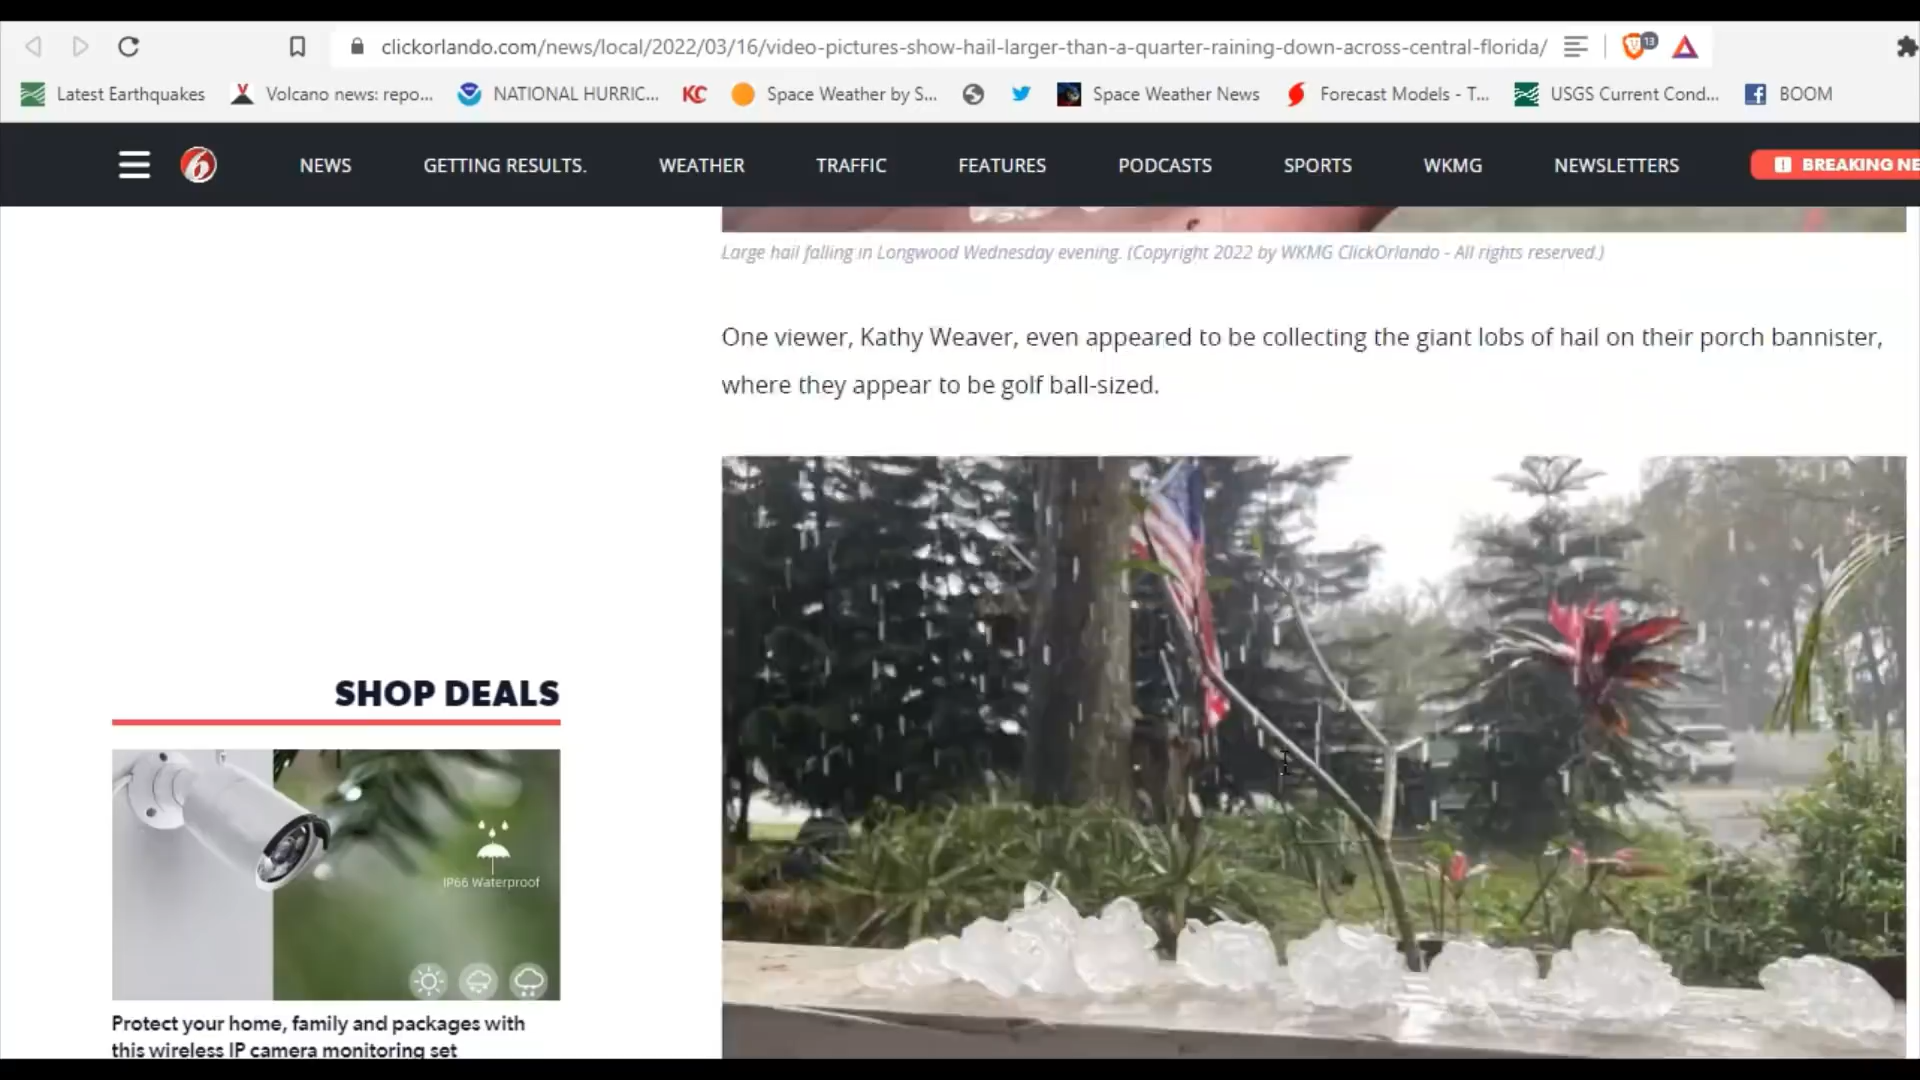 clickorlando.com/news/local/2022/03/16/video-pictures-show-hail-larger-than-a-quarter-raining-down-across-central-florida/
13
Latest Earthquakes
Volcano news: repo...
NATIONAL HURRIC...
KC
Space Weather by S...
Space Weather News
Forecast Models - T...
USGS Current Cond...
BOOM
6
NEWS
GETTING RESULTS.
WEATHER
TRAFFIC
FEATURES
PODCASTS
SPORTS
WKMG
NEWSLETTERS
BREAKING NE
Large hail falling in Longwood Wednesday evening. (Copyright 2022 by WKMG ClickOrlando - All rights reserved.)
One viewer, Kathy Weaver, even appeared to be collecting the giant lobs of hail on their porch bannister,
where they appear to be golf ball-sized.
SHOP DEALS
IP66 Waterproof
Protect your home, family and packages with
this wireless IP camera monitoring set